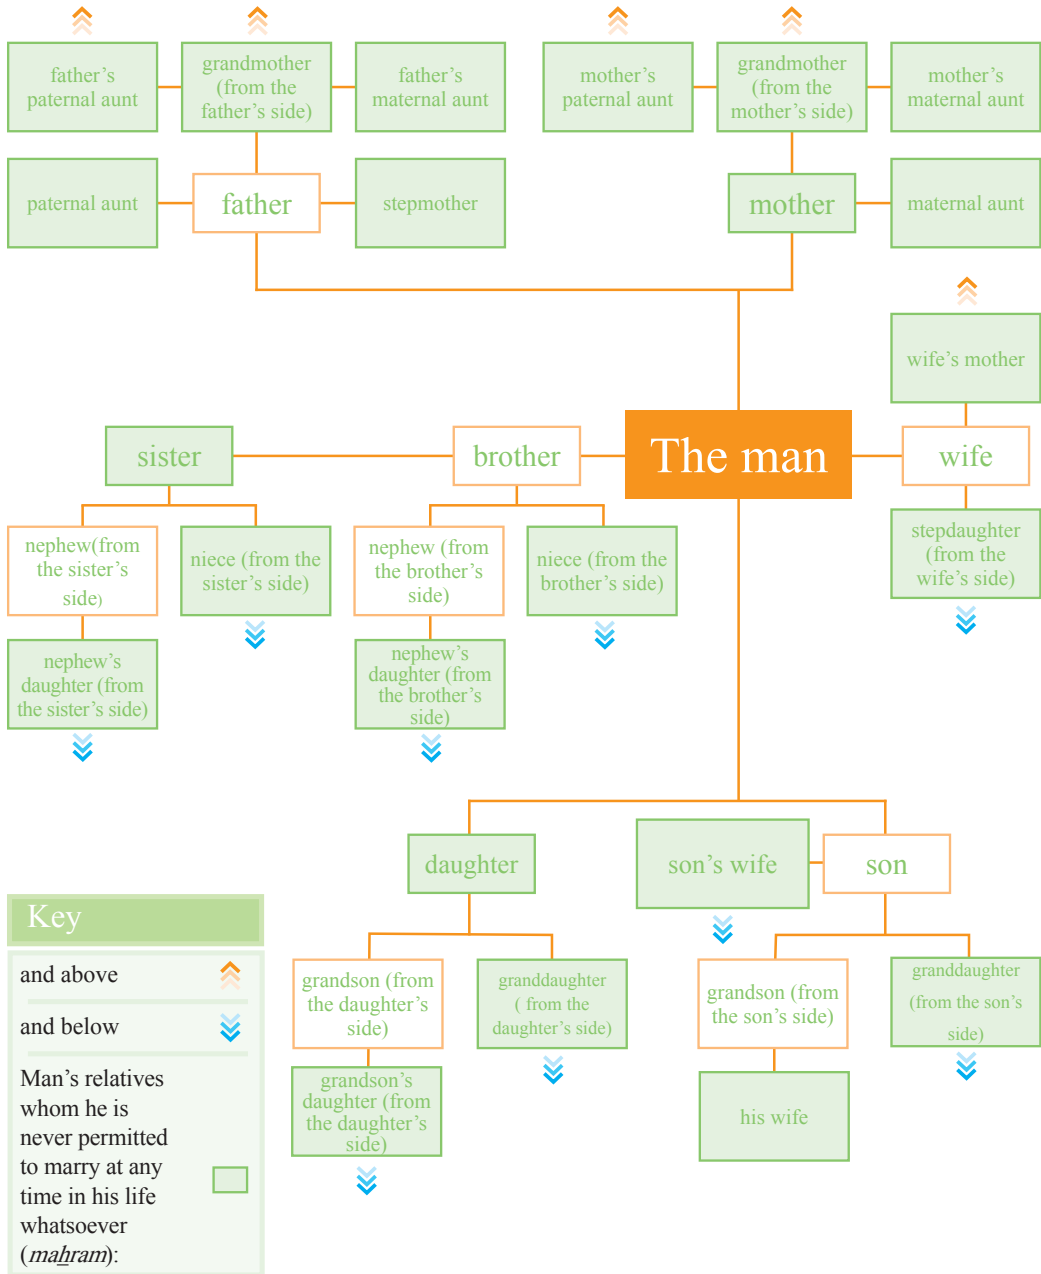 father's
paternal aunt
grandmother
(from the
father's side)
father's
maternal aunt
mother's
paternal aunt
grandmother
(from the
mother's side)
mother's
maternal aunt
paternal aunt
father
stepmother
mother
maternal aunt
wife's mother
sister
brother
The man
wife
nephew(from
the sister's
side)
niece (from the
sister's side)
nephew (from
the brother's
side)
niece (from the
brother's side)
stepdaughter
(from the
wife's side)
nephew's
daughter (from
the sister's side)
nephew's
daughter (from
the brother's
side)
daughter
son's wife
son
grandson (from
the daughter's
side)
granddaughter
( from the
daughter's side)
grandson (from
the son's side)
granddaughter
(from the son's
side)
grandson's
daughter (from
the daughter's
side)
his wife
Key
and above
and below
Man's relatives
whom he is
never permitted
to marry at any
time in his life
whatsoever
(mahram):